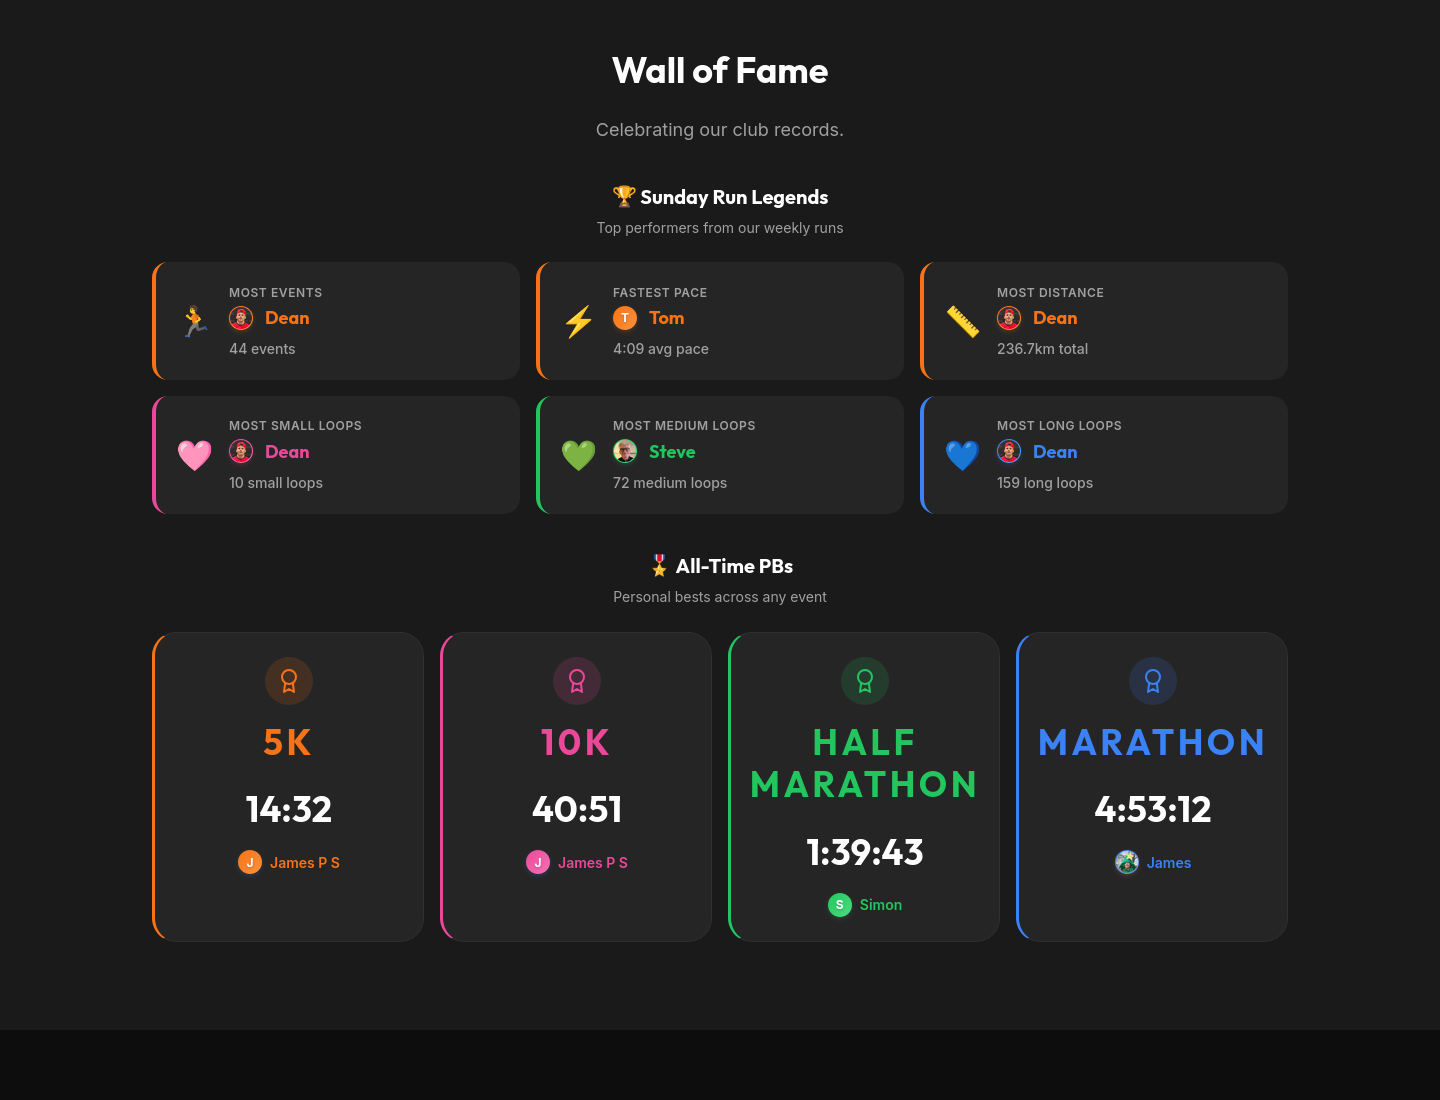 Wall of Fame
Celebrating our club records.
🏆 Sunday Run Legends
Top performers from our weekly runs
MOST EVENTS
Dean
44 events
FASTEST PACE
T Tom
4:09 avg pace
MOST DISTANCE
Dean
236.7km total
MOST SMALL LOOPS
Dean
10 small loops
MOST MEDIUM LOOPS
Steve
72 medium loops
MOST LONG LOOPS
Dean
159 long loops
🎖️ All-Time PBs
Personal bests across any event
5K
14:32
J James P S
10K
40:51
J James P S
HALF
MARATHON
1:39:43
S Simon
MARATHON
4:53:12
James